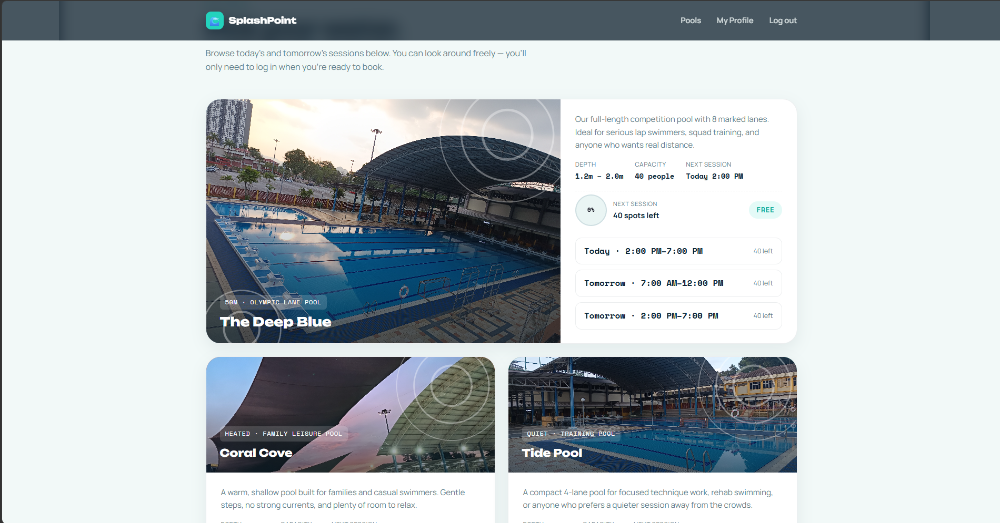 SplashPoint
Pools My Profile Log out
Browse today's and tomorrow's sessions below. You can look around freely — you'll
only need to log in when you're ready to book.
Our full-length competition pool with 8 marked lanes.
Ideal for serious lap swimmers, squad training, and
anyone who wants real distance.
DEPTH CAPACITY NEXT SESSION
1.2m – 2.0m 40 people Today 2:00 PM
0%
NEXT SESSION
40 spots left
FREE
Today · 2:00 PM–7:00 PM 40 left
Tomorrow · 7:00 AM–12:00 PM 40 left
Tomorrow · 2:00 PM–7:00 PM 40 left
50M · OLYMPIC LANE POOL
The Deep Blue
HEATED · FAMILY LEISURE POOL
Coral Cove
A warm, shallow pool built for families and casual swimmers. Gentle
steps, no strong currents, and plenty of room to relax.
DEPTH CAPACITY NEXT SESSION
QUIET · TRAINING POOL
Tide Pool
A compact 4-lane pool for focused technique work, rehab swimming,
or anyone who prefers a quieter session away from the crowds.
DEPTH CAPACITY NEXT SESSION